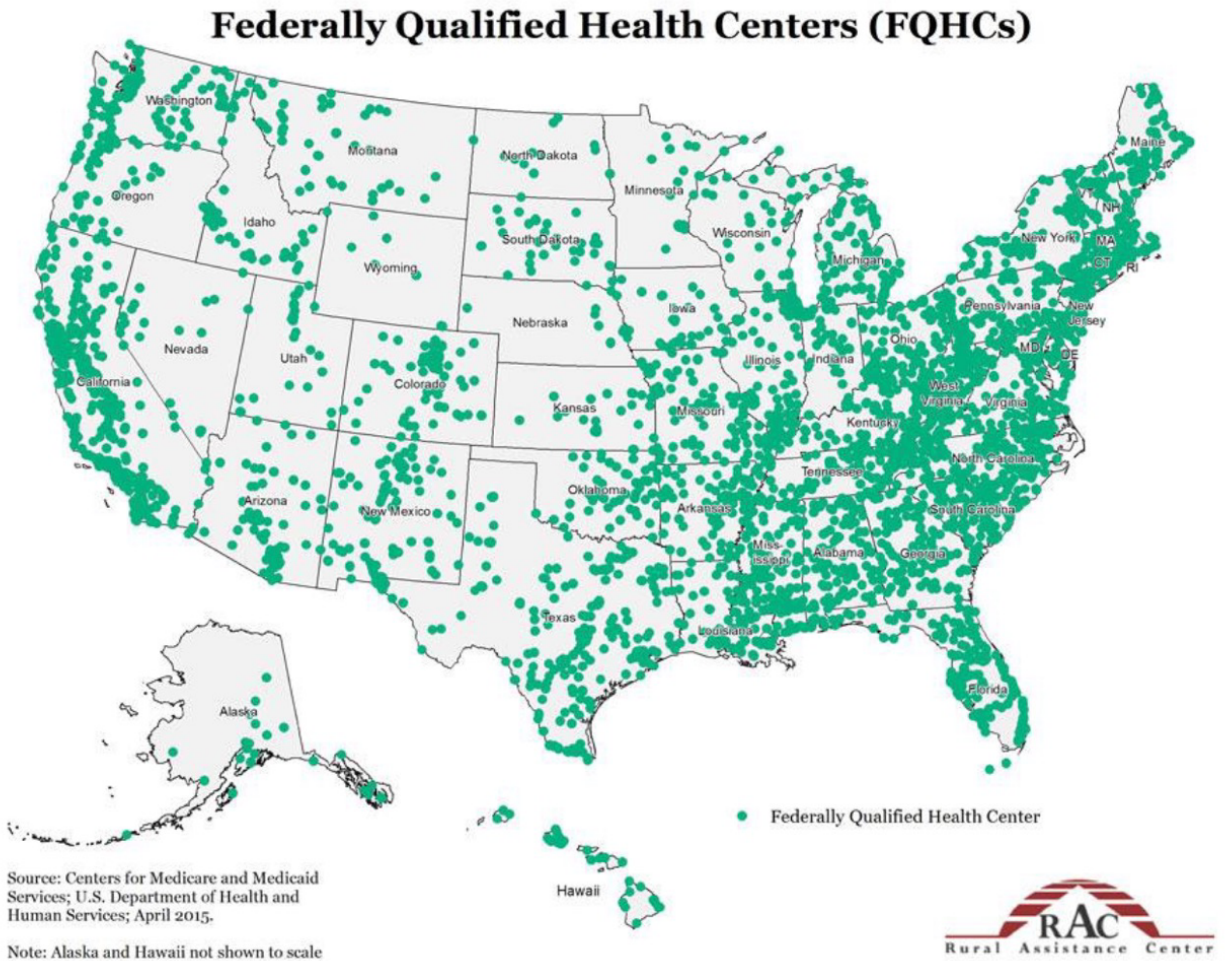 Federally Qualified Health Centers (FQHCs)
Washington
Montana
North Dakota
Minnesota
Maine
Oregon
Idaho
Wyoming
South Dakota
Wisconsin
Michigan
VT
NH
New York
MA
CT
RI
Nevada
Utah
Colorado
Nebraska
Iowa
Illinois
Indiana
Ohio
Pennsylvania
New
Jersey
MD
DE
California
Kansas
Missouri
Kentucky
West
Virginia
Virginia
Arizona
New Mexico
Oklahoma
Arkansas
Tennessee
North Carolina
South Carolina
Texas
Louisiana
Miss-
issippi
Alabama
Georgia
Florida
Alaska
Hawaii
Federally Qualified Health Center
Source: Centers for Medicare and Medicaid
Services; U.S. Department of Health and
Human Services; April 2015.
Note: Alaska and Hawaii not shown to scale
RAC
Rural Assistance Center